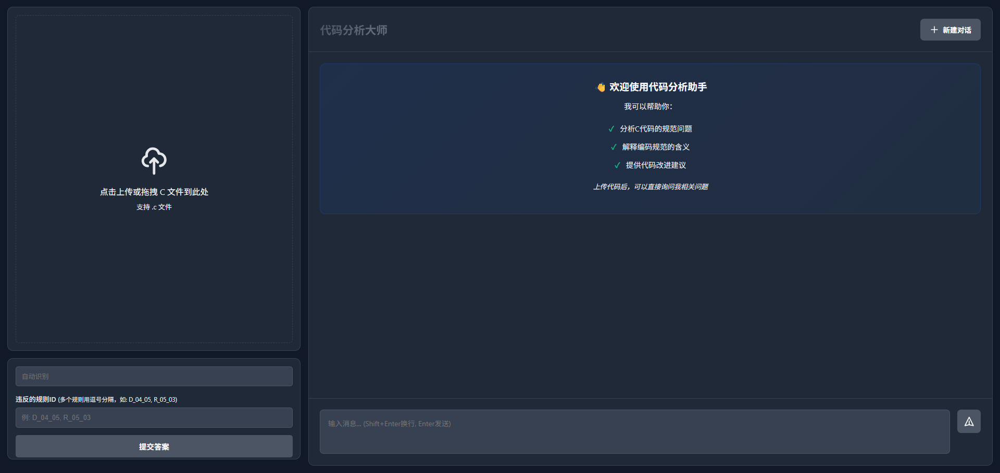 点击上传或拖拽 C 文件到此处
支持 .c 文件
自动识别
违反的规则ID (多个规则用逗号分隔，如: D_04_05, R_05_03)
例: D_04_05, R_05_03
提交答案
代码分析大师
新建对话
👋 欢迎使用代码分析助手
我可以帮助你：
✓ 分析C代码的规范问题
✓ 解释编码规范的含义
✓ 提供代码改进建议
上传代码后，可以直接询问我相关问题
输入消息... (Shift+Enter换行, Enter发送)